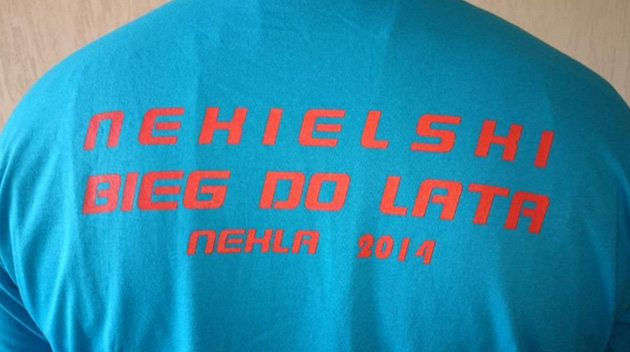 NEKIELSKI
BIEG DO LATA
NEKLA 2014